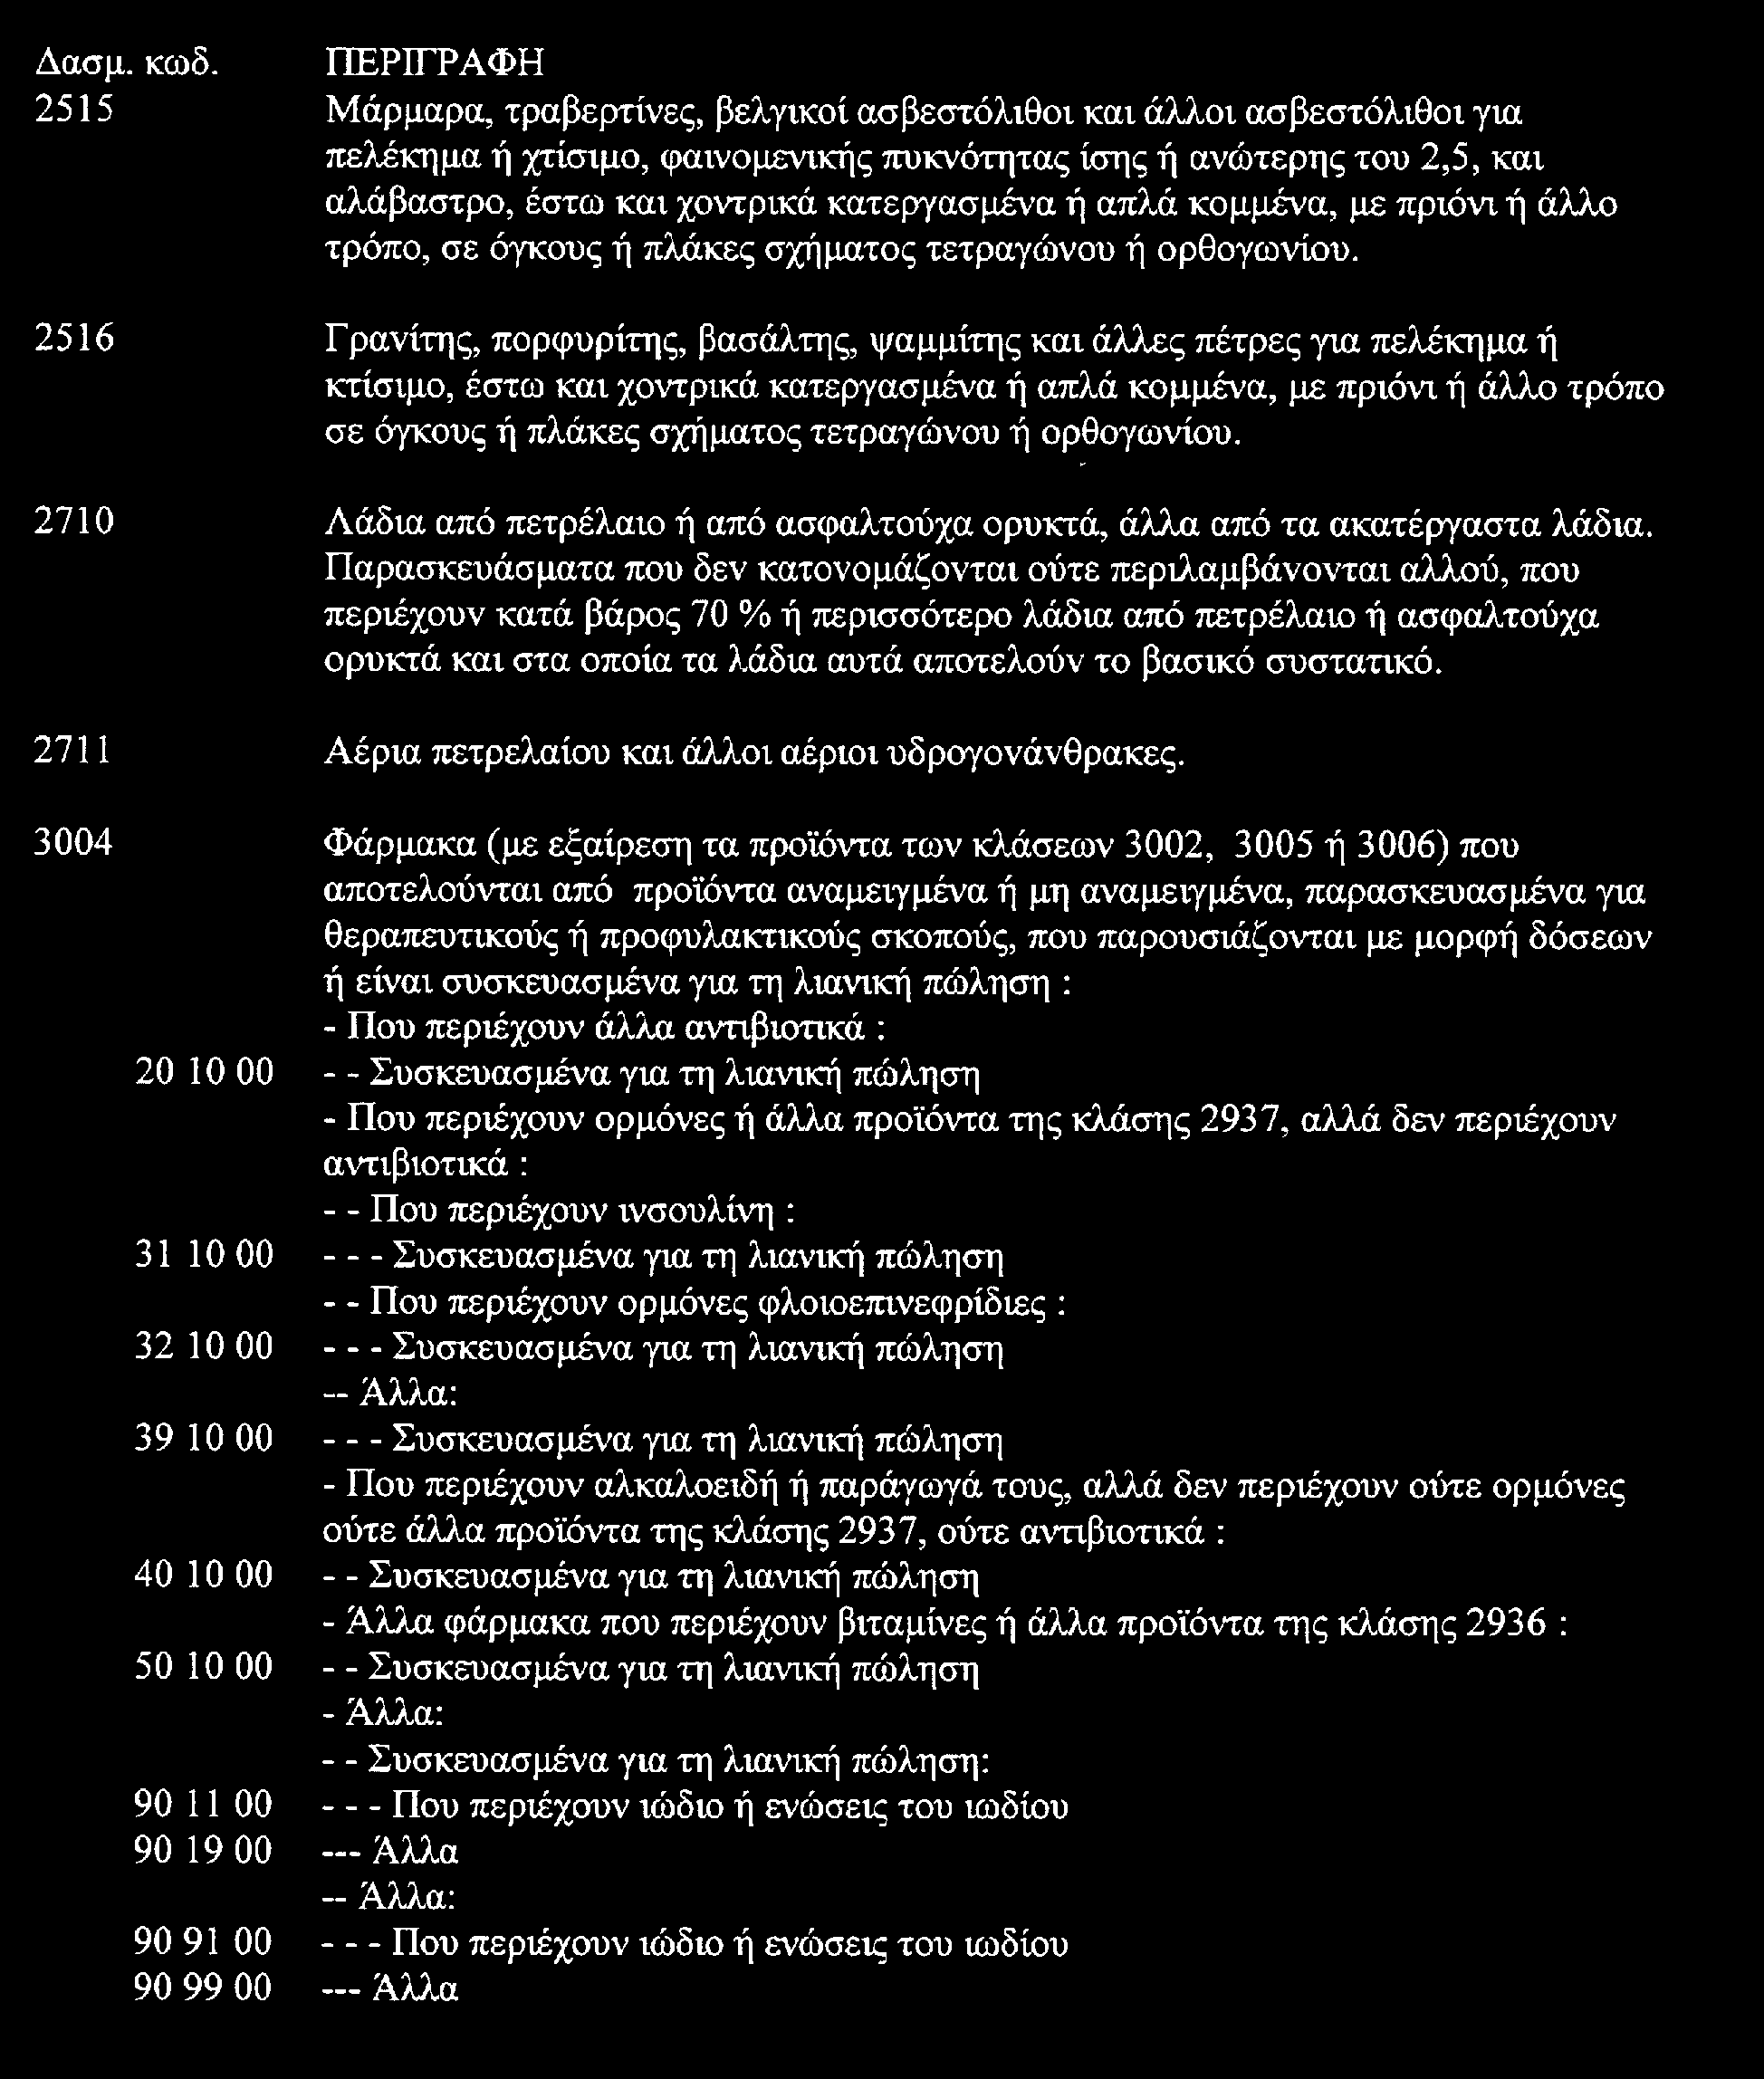 Δασμ. κωδ. ΠΕΡΙΓΡΑΦΗ
2515 Μάρμαρα, τραβερτίνες, βελγικοί ασβεστόλιθοι και άλλοι ασβεστόλιθοι για
πελέκημα ή χτίσιμο, φαινομενικής πυκνότητας ίσης ή ανώτερης του 2,5, και
αλάβαστρο, έστω και χοντρικά κατεργασμένα ή απλά κομμένα, με πριόνι ή άλλο
τρόπο, σε όγκους ή πλάκες σχήματος τετραγώνου ή ορθογωνίου.
2516 Γρανίτης, πορφυρίτης, βασάλτης, ψαμμίτης και άλλες πέτρες για πελέκημα ή
κτίσιμο, έστω και χοντρικά κατεργασμένα ή απλά κομμένα, με πριόνι ή άλλο τρόπο
σε όγκους ή πλάκες σχήματος τετραγώνου ή ορθογωνίου.
2710 Λάδια από πετρέλαιο ή από ασφαλτούχα ορυκτά, άλλα από τα ακατέργαστα λάδια.
Παρασκευάσματα που δεν κατονομάζονται ούτε περιλαμβάνονται αλλού, που
περιέχουν κατά βάρος 70 % ή περισσότερο λάδια από πετρέλαιο ή ασφαλτούχα
ορυκτά και στα οποία τα λάδια αυτά αποτελούν το βασικό συστατικό.
2711 Αέρια πετρελαίου και άλλοι αέριοι υδρογονάνθρακες.
3004 Φάρμακα (με εξαίρεση τα προϊόντα των κλάσεων 3002, 3005 ή 3006) που
αποτελούνται από προϊόντα αναμειγμένα ή μη αναμειγμένα, παρασκευασμένα για
θεραπευτικούς ή προφυλακτικούς σκοπούς, που παρουσιάζονται με μορφή δόσεων
ή είναι συσκευασμένα για τη λιανική πώληση :
- Που περιέχουν άλλα αντιβιοτικά :
20 10 00 - - Συσκευασμένα για τη λιανική πώληση
- Που περιέχουν ορμόνες ή άλλα προϊόντα της κλάσης 2937, αλλά δεν περιέχουν
αντιβιοτικά :
- - Που περιέχουν ινσουλίνη :
31 10 00 - - - Συσκευασμένα για τη λιανική πώληση
- - Που περιέχουν ορμόνες φλοιοεπινεφρίδιες :
32 10 00 - - - Συσκευασμένα για τη λιανική πώληση
-- Άλλα:
39 10 00 - - - Συσκευασμένα για τη λιανική πώληση
- Που περιέχουν αλκαλοειδή ή παράγωγά τους, αλλά δεν περιέχουν ούτε ορμόνες
ούτε άλλα προϊόντα της κλάσης 2937, ούτε αντιβιοτικά :
40 10 00 - - Συσκευασμένα για τη λιανική πώληση
- Άλλα φάρμακα που περιέχουν βιταμίνες ή άλλα προϊόντα της κλάσης 2936 :
50 10 00 - - Συσκευασμένα για τη λιανική πώληση
- Άλλα:
- - Συσκευασμένα για τη λιανική πώληση:
90 11 00 - - - Που περιέχουν ιώδιο ή ενώσεις του ιωδίου
90 19 00 --- Άλλα
-- Άλλα:
90 91 00 - - - Που περιέχουν ιώδιο ή ενώσεις του ιωδίου
90 99 00 --- Άλλα